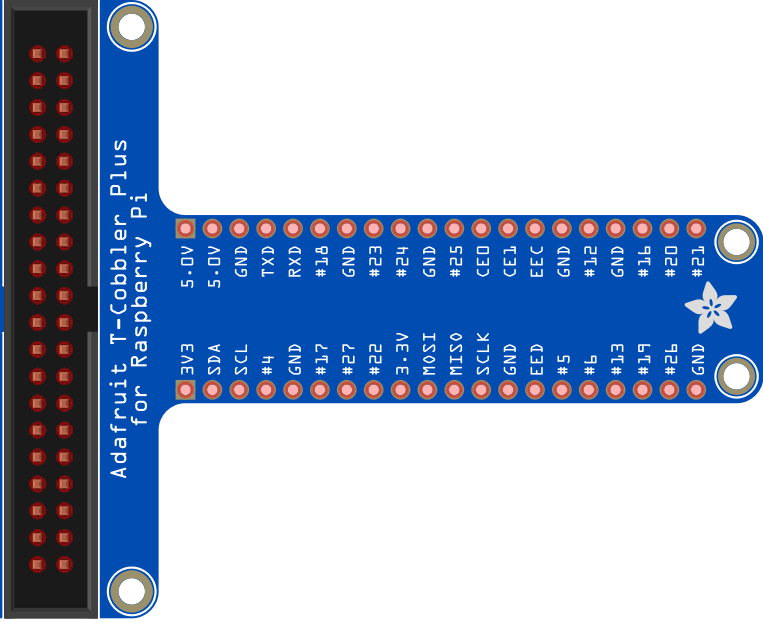 Adafruit T-Cobbler Plus
for Raspberry Pi
5.0V 5.0V GND TXD RXD #18 GND #23 #24 GND #25 CE0 CE1 EEC GND #12 GND #16 #20 #21
3V3 SDA SCL #4 GND #17 #27 #22 3.3V MOSI MISO SCLK GND EED #5 #6 #13 #19 #26 GND